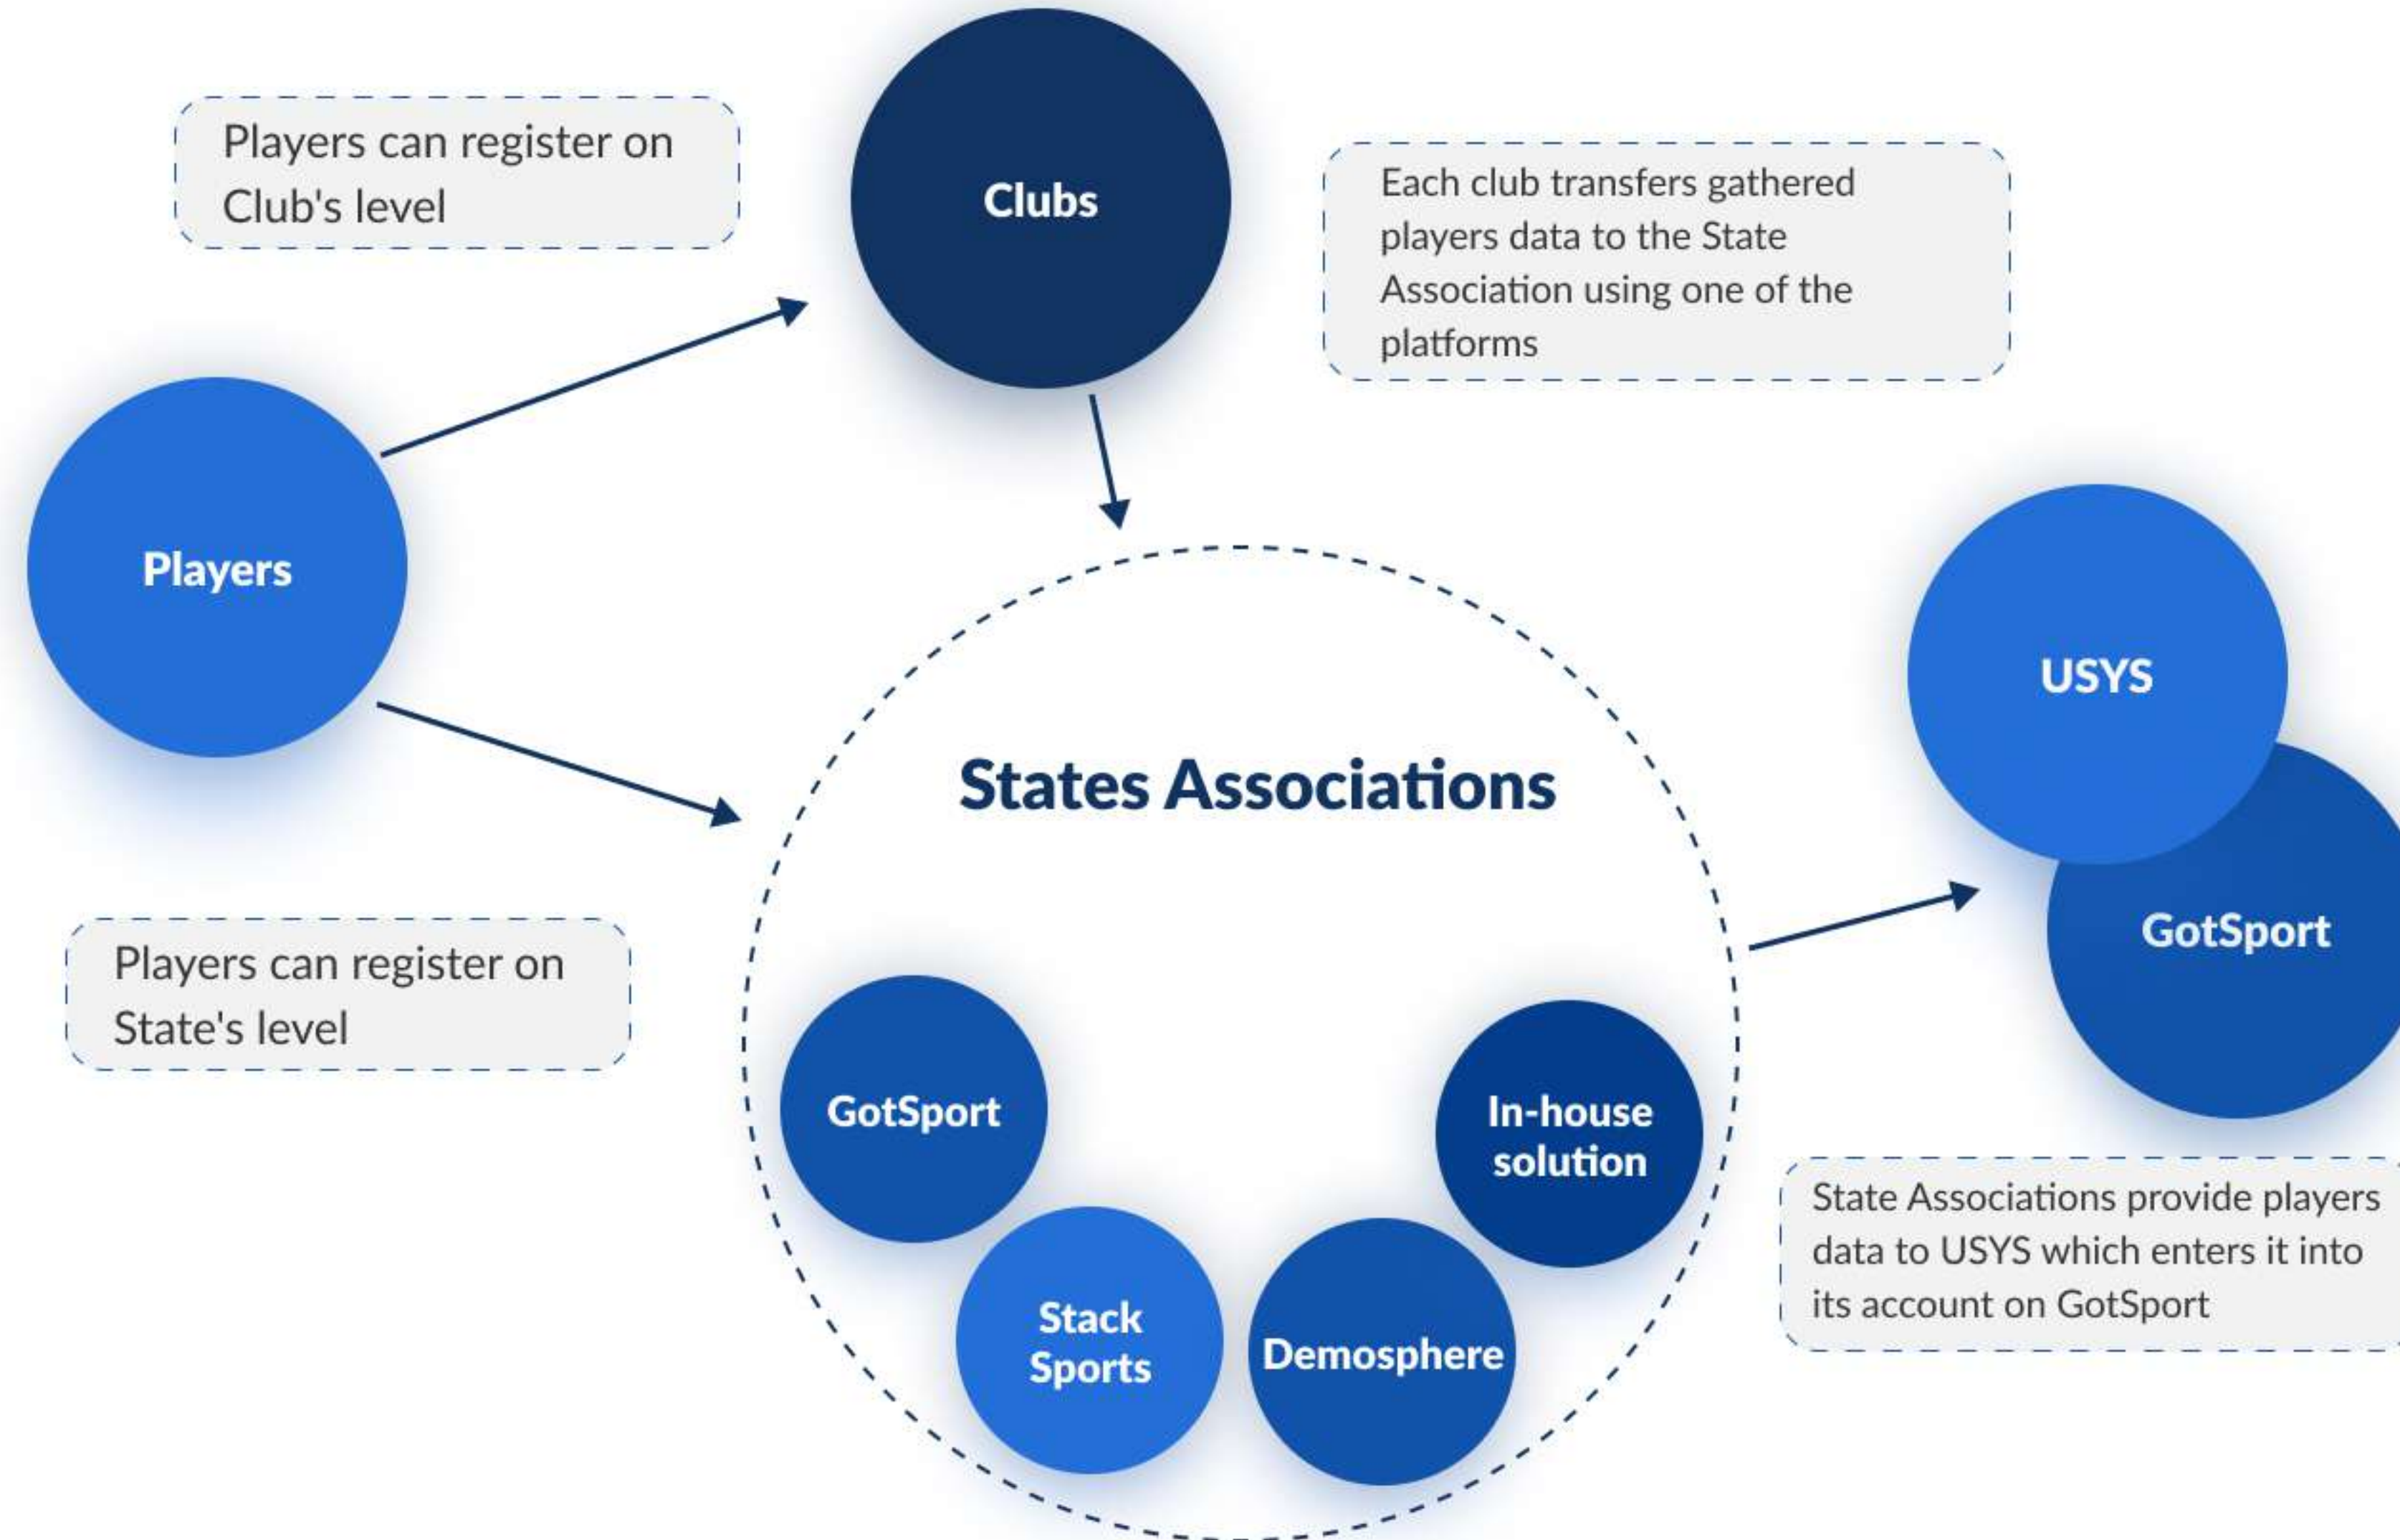 Players can register on
Club's level
Clubs
Each club transfers gathered
players data to the State
Association using one of the
platforms
Players
USYS
States Associations
GotSport
Players can register on
State's level
GotSport
In-house
solution
State Associations provide players
data to USYS which enters it into
its account on GotSport
Stack
Sports
Demosphere